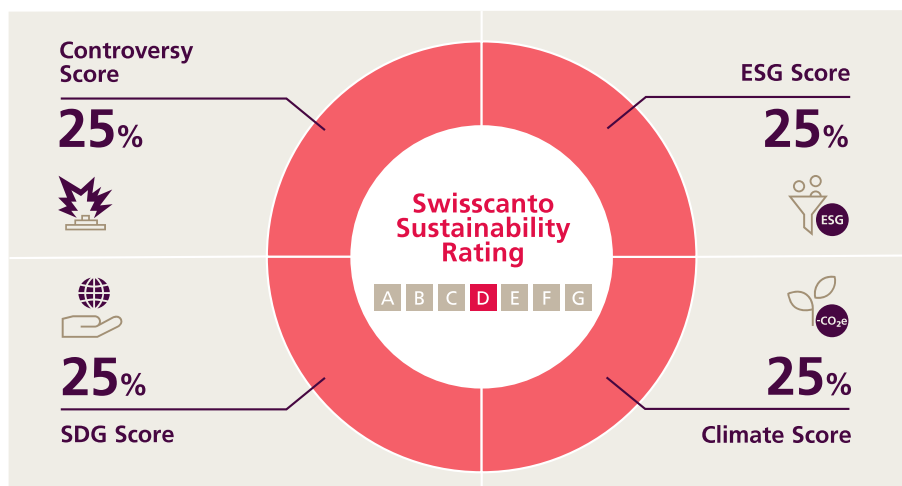 Controversy
Score
25%
ESG Score
25%
ESG
Swisscanto
Sustainability
Rating
A B C D E F G
25%
SDG Score
-CO₂e
25%
Climate Score